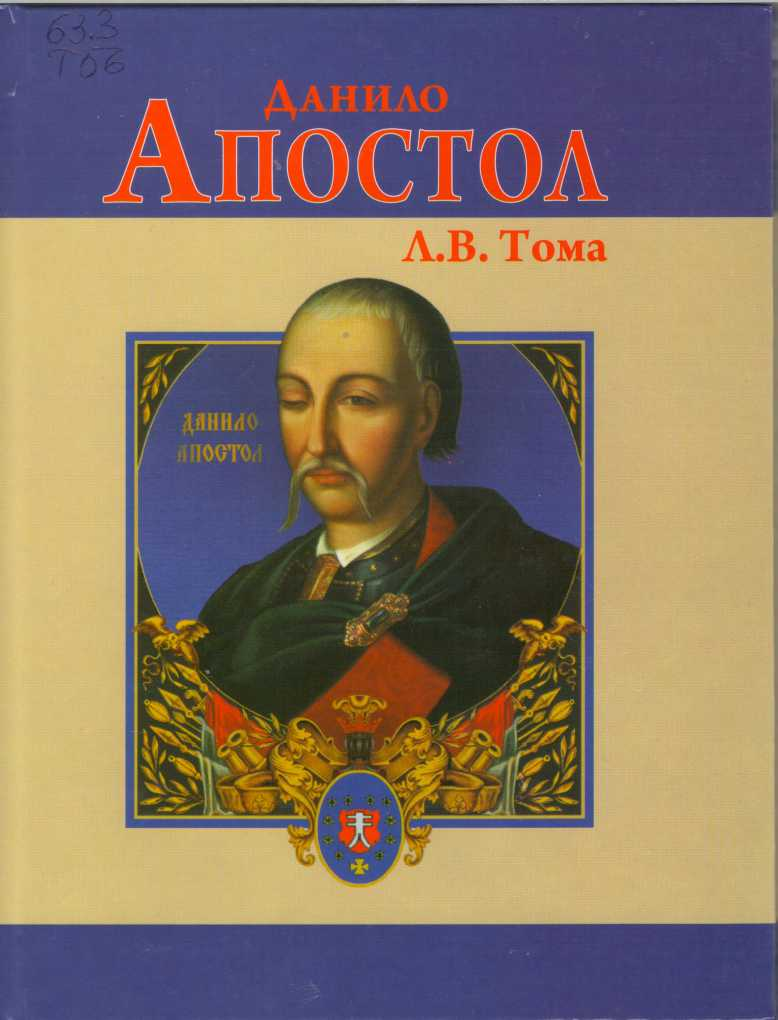 63.3
Т06
Данило
Апостол
Л.В. Тома
ДАНИЛО
АПОСТОЛ